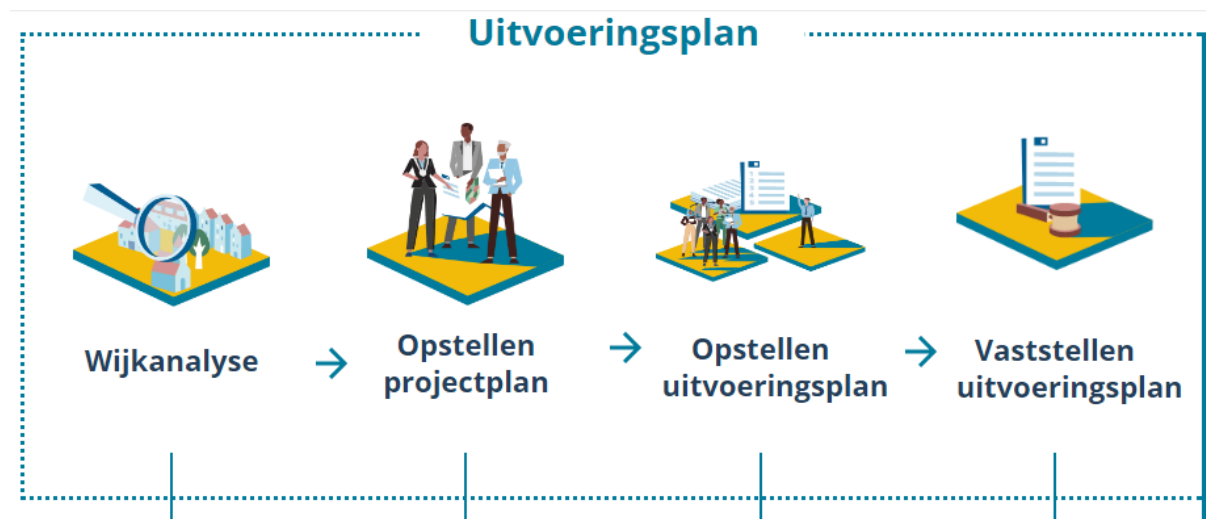 Uitvoeringsplan
Wijkanalyse
Opstellen
projectplan
Opstellen
uitvoeringsplan
Vaststellen
uitvoeringsplan